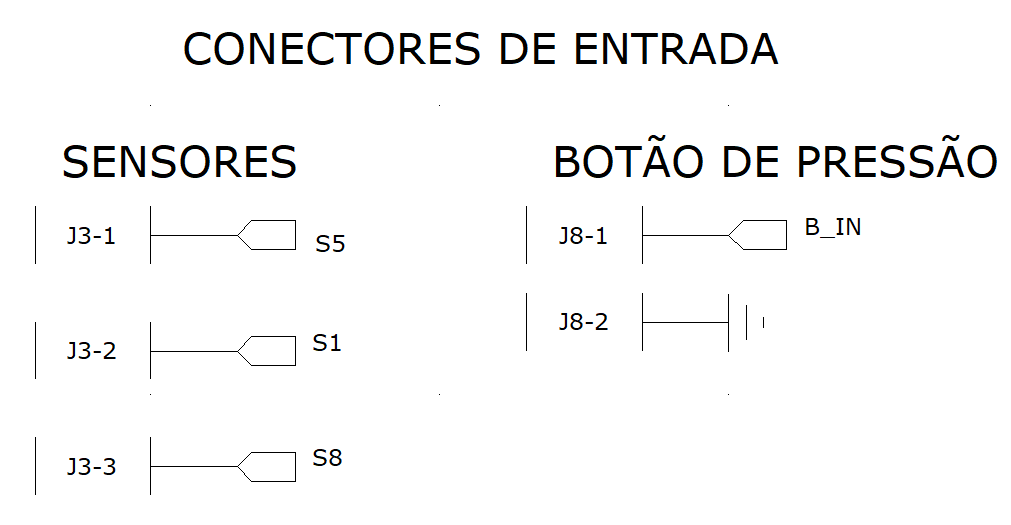 CONECTORES DE ENTRADA
SENSORES
J3-1 S5
J3-2 S1
J3-3 S8
BOTÃO DE PRESSÃO
J8-1 B_IN
J8-2